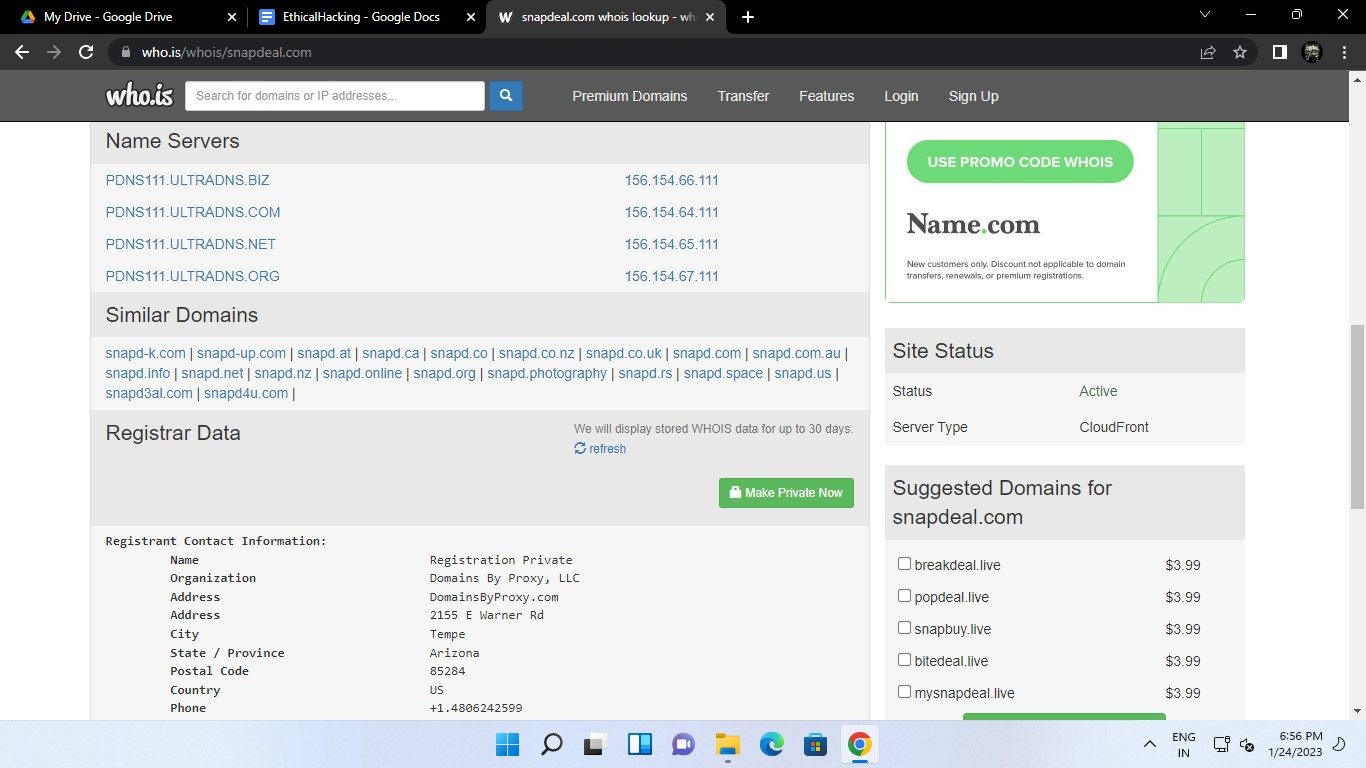 My Drive - Google Drive
EthicalHacking - Google Docs
snapdeal.com whois lookup - wh
who.is/whois/snapdeal.com
who.is
Search for domains or IP addresses...
Premium Domains
Transfer
Features
Login
Sign Up
Name Servers
PDNS111.ULTRADNS.BIZ 156.154.66.111
PDNS111.ULTRADNS.COM 156.154.64.111
PDNS111.ULTRADNS.NET 156.154.65.111
PDNS111.ULTRADNS.ORG 156.154.67.111
Similar Domains
snapd-k.com | snapd-up.com | snapd.at | snapd.ca | snapd.co | snapd.co.nz | snapd.co.uk | snapd.com | snapd.com.au |
snapd.info | snapd.net | snapd.nz | snapd.online | snapd.org | snapd.photography | snapd.rs | snapd.space | snapd.us |
snapd3al.com | snapd4u.com |
Registrar Data
We will display stored WHOIS data for up to 30 days.
refresh
Make Private Now
Registrant Contact Information:
Name Registration Private
Organization Domains By Proxy, LLC
Address DomainsByProxy.com
Address 2155 E Warner Rd
City Tempe
State / Province Arizona
Postal Code 85284
Country US
Phone +1.4806242599
USE PROMO CODE WHOIS
Name.com
New customers only. Discount not applicable to domain
transfers, renewals, or premium registrations.
Site Status
Status Active
Server Type CloudFront
Suggested Domains for
snapdeal.com
breakdeal.live $3.99
popdeal.live $3.99
snapbuy.live $3.99
bitedeal.live $3.99
mysnapdeal.live $3.99
ENG
IN
6:56 PM
1/24/2023